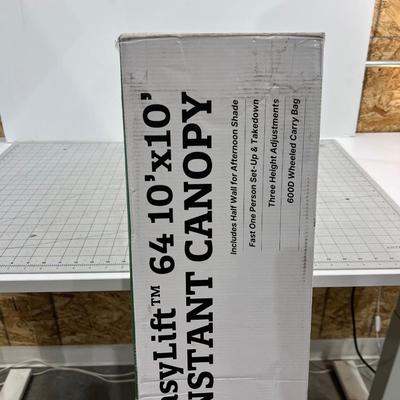 asyLift™ 64 10'x10'
NSTANT CANOPY
Includes Half Wall for Afternoon Shade
Fast One Person Set-Up & Takedown
Three Height Adjustments
600D Wheeled Carry Bag